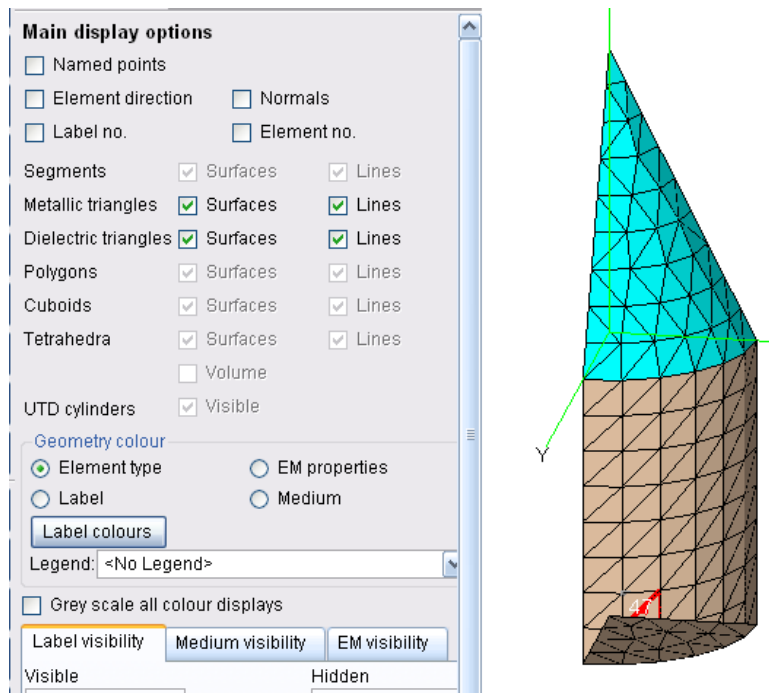 Main display options
Named points
Element direction Normals
Label no. Element no.
Segments Surfaces Lines
Metallic triangles Surfaces Lines
Dielectric triangles Surfaces Lines
Polygons Surfaces Lines
Cuboids Surfaces Lines
Tetrahedra Surfaces Lines
Volume
UTD cylinders Visible
Geometry colour
Element type EM properties
Label Medium
Label colours
Legend: <No Legend>
Grey scale all colour displays
Label visibility Medium visibility EM visibility
Visible Hidden
Y
47